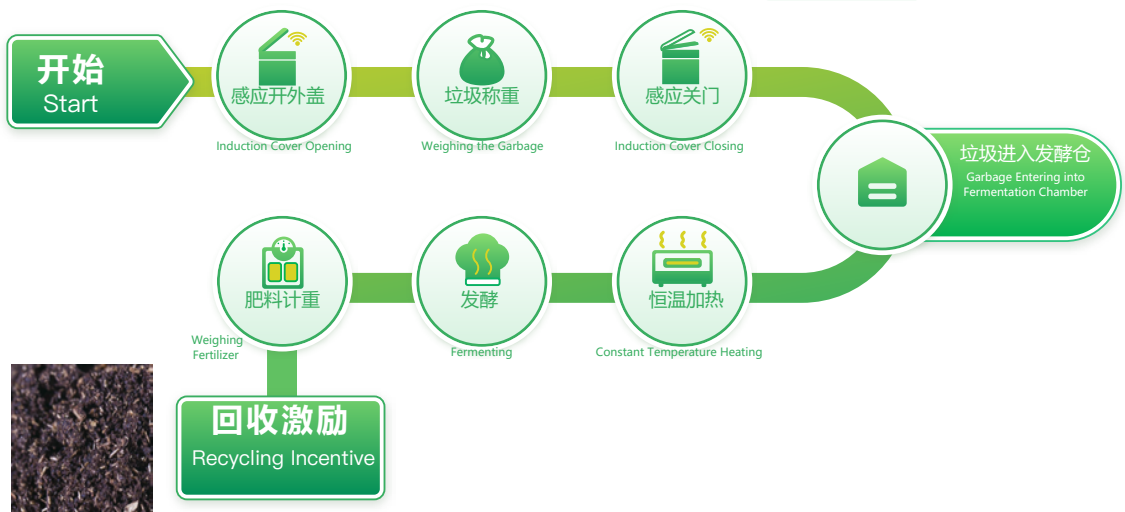 开始
Start
感应开外盖
Induction Cover Opening
垃圾称重
Weighing the Garbage
感应关门
Induction Cover Closing
垃圾进入发酵仓
Garbage Entering into
Fermentation Chamber
恒温加热
Constant Temperature Heating
发酵
Fermenting
肥料计重
Weighing
Fertilizer
回收激励
Recycling Incentive